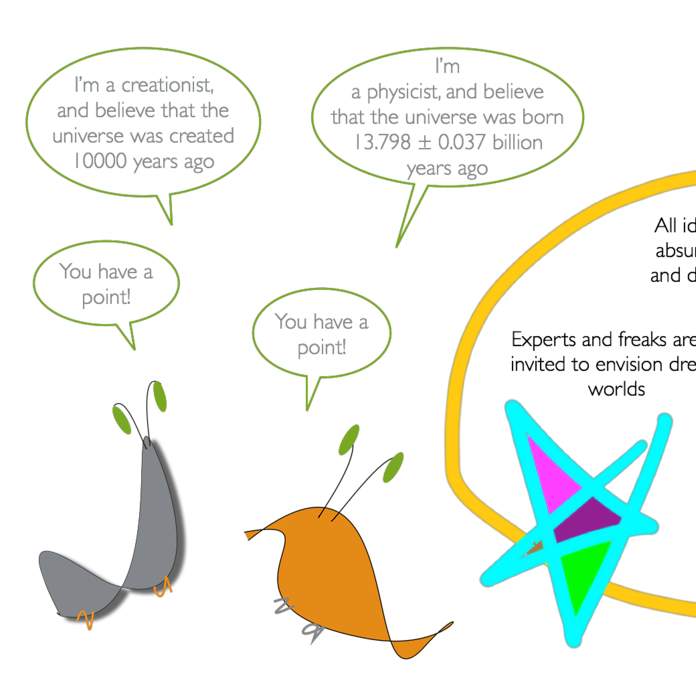 I'm a creationist,
and believe that the
universe was created
10000 years ago
I'm
a physicist, and believe
that the universe was born
13.798 ± 0.037 billion
years ago
You have a
point!
You have a
point!
All
and
Experts and freaks are
invited to envision
worlds